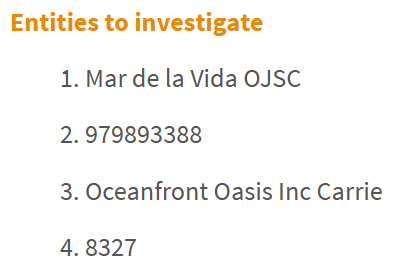 Entities to investigate
1. Mar de la Vida OJSC
2. 979893388
3. Oceanfront Oasis Inc Carrie
4. 8327